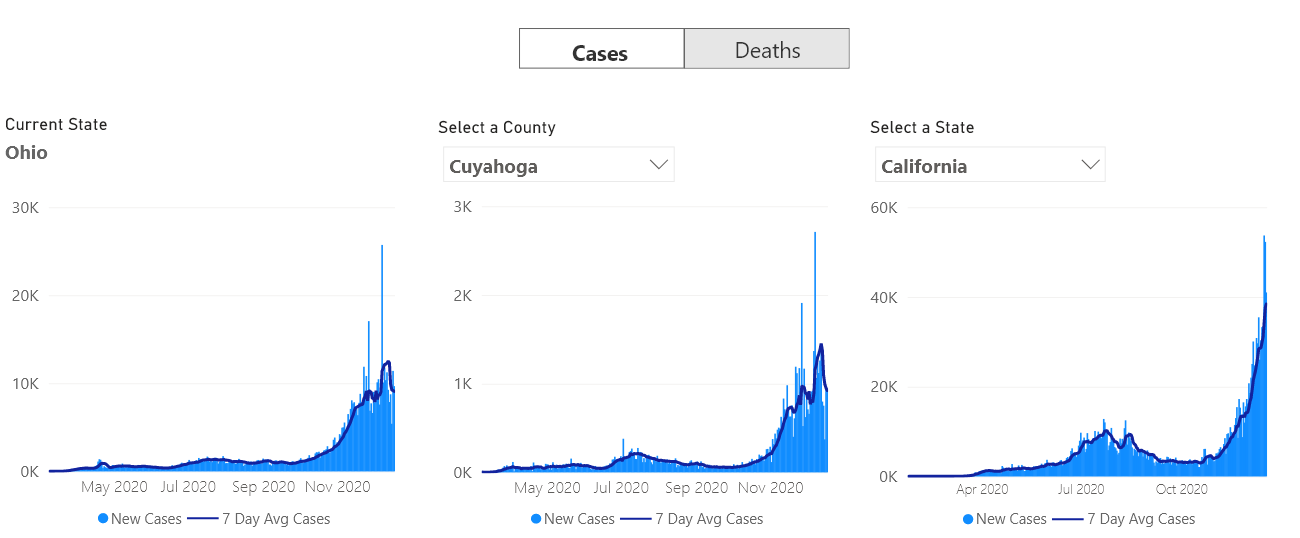 Cases
Deaths
Current State
Ohio
30K
20K
10K
0K
May 2020 Jul 2020 Sep 2020 Nov 2020
New Cases 7 Day Avg Cases
Select a County
Cuyahoga
3K
2K
1K
0K
May 2020 Jul 2020 Sep 2020 Nov 2020
New Cases 7 Day Avg Cases
Select a State
California
60K
40K
20K
0K
Apr 2020 Jul 2020 Oct 2020
New Cases 7 Day Avg Cases